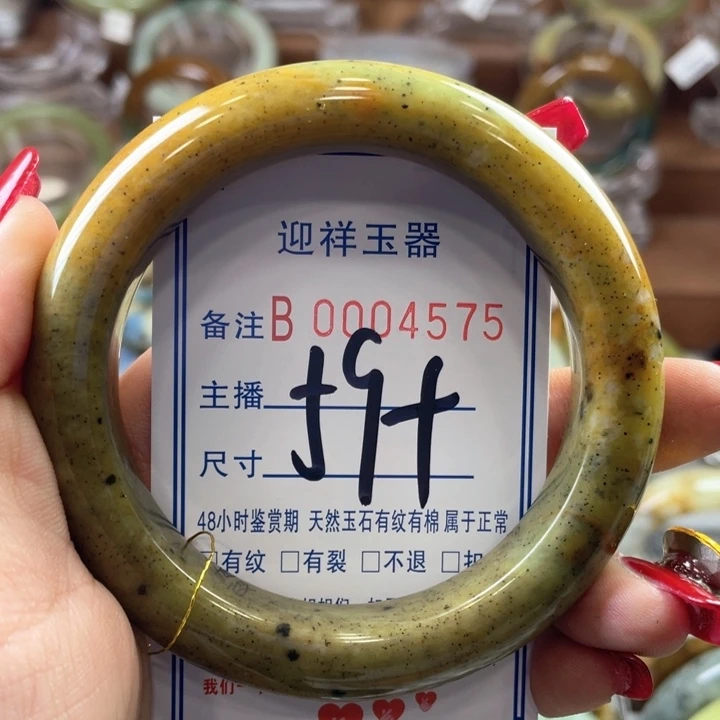 迎祥玉器
备注B 0004575
主播
尺寸 59+
48小时鉴赏期 天然玉石有纹有棉属于正常
□有纹 □有裂 □不退 □
我们